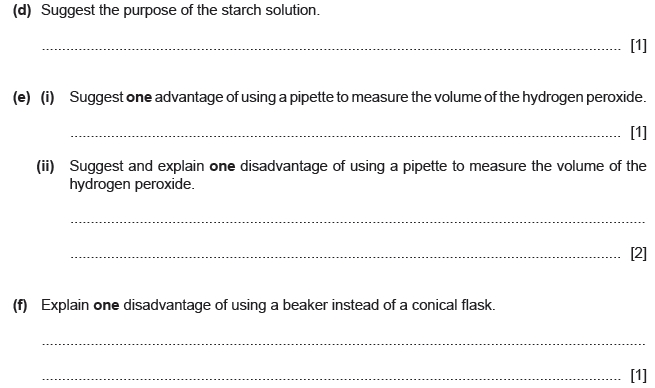 (d) Suggest the purpose of the starch solution.
.......................................................................................................................................... [1]
(e) (i) Suggest one advantage of using a pipette to measure the volume of the hydrogen peroxide.
.......................................................................................................................................... [1]
(ii) Suggest and explain one disadvantage of using a pipette to measure the volume of the
hydrogen peroxide.
..........................................................................................................................................
.......................................................................................................................................... [2]
(f) Explain one disadvantage of using a beaker instead of a conical flask.
..........................................................................................................................................
.......................................................................................................................................... [1]